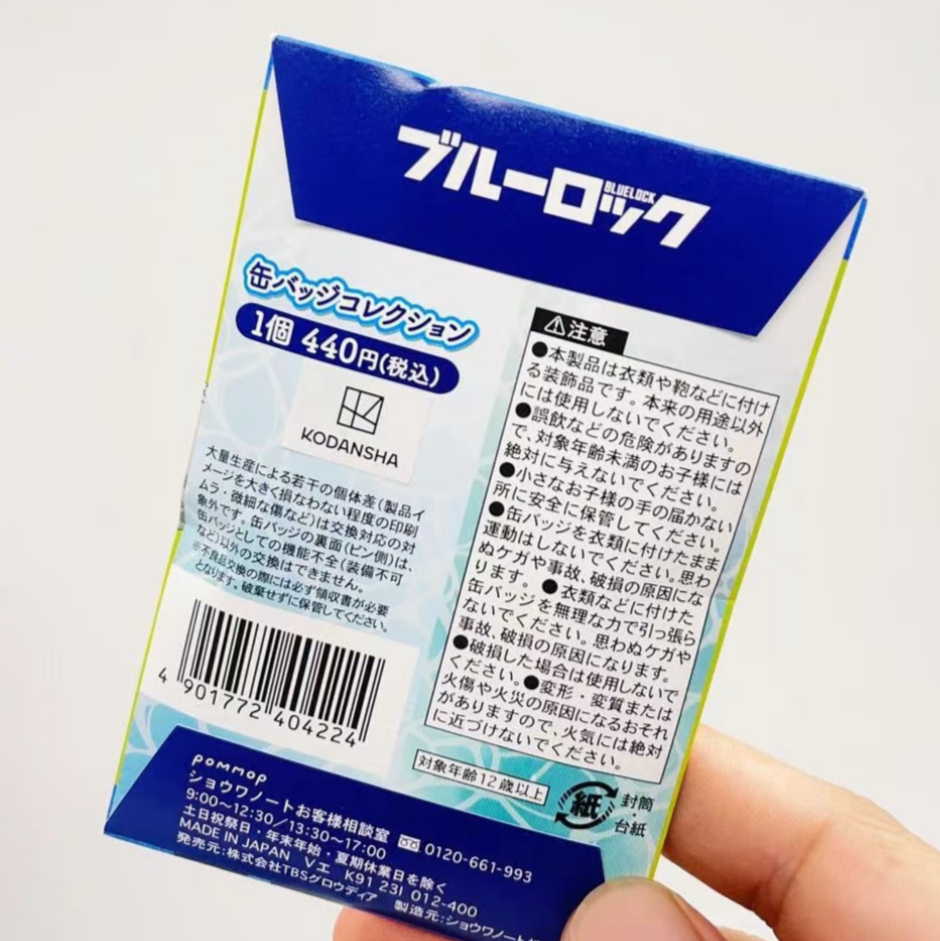 ブルーロック
BLUELOCK
缶バッジコレクション
1個 440円(税込)
KODANSHA
大量生産による若干の個体差(製品イ
メージを大きく損なわない程度の印刷
ムラ・微細な傷など)は交換対応の対
象外です。缶バッジの裏面(ピン側)は、
缶バッジとしての機能不全(装備不可
など)以外の交換はできません。
※不良品交換の際には必ず領収書が必要
となります。破棄せずに保管してください。
4 901772 404224
注意
●本製品は衣類や鞄などに付け
る装飾品です。本来の用途以外
には使用しないでください。
●誤飲などの危険がありますの
で、対象年齢未満のお子様には
絶対に与えないでください。
●小さなお子様の手の届かない
所に安全に保管してください。
●缶バッジを衣類に付けたまま
運動はしないでください。思わ
ぬケガや事故、破損の原因にな
ります。●衣類などに付けた
缶バッジを無理な力で引っ張ら
ないでください。思わぬケガや
事故、破損の原因になります。
●破損した場合は使用しないで
ください。●変形・変質または
火傷や火災の原因になるおそれ
がありますので、火気には絶対
に近づけないでください。
対象年齢12歳以上
紙
封筒
・
台紙
pommop
ショウワノートお客様相談室 0120-661-993
9:00~12:30/13:30~17:00
土日祝祭日・年末年始・夏期休業日を除く
MADE IN JAPAN Vエ K91 231 012-400
発売元:株式会社TBSグロウディア 製造元:ショウワノート